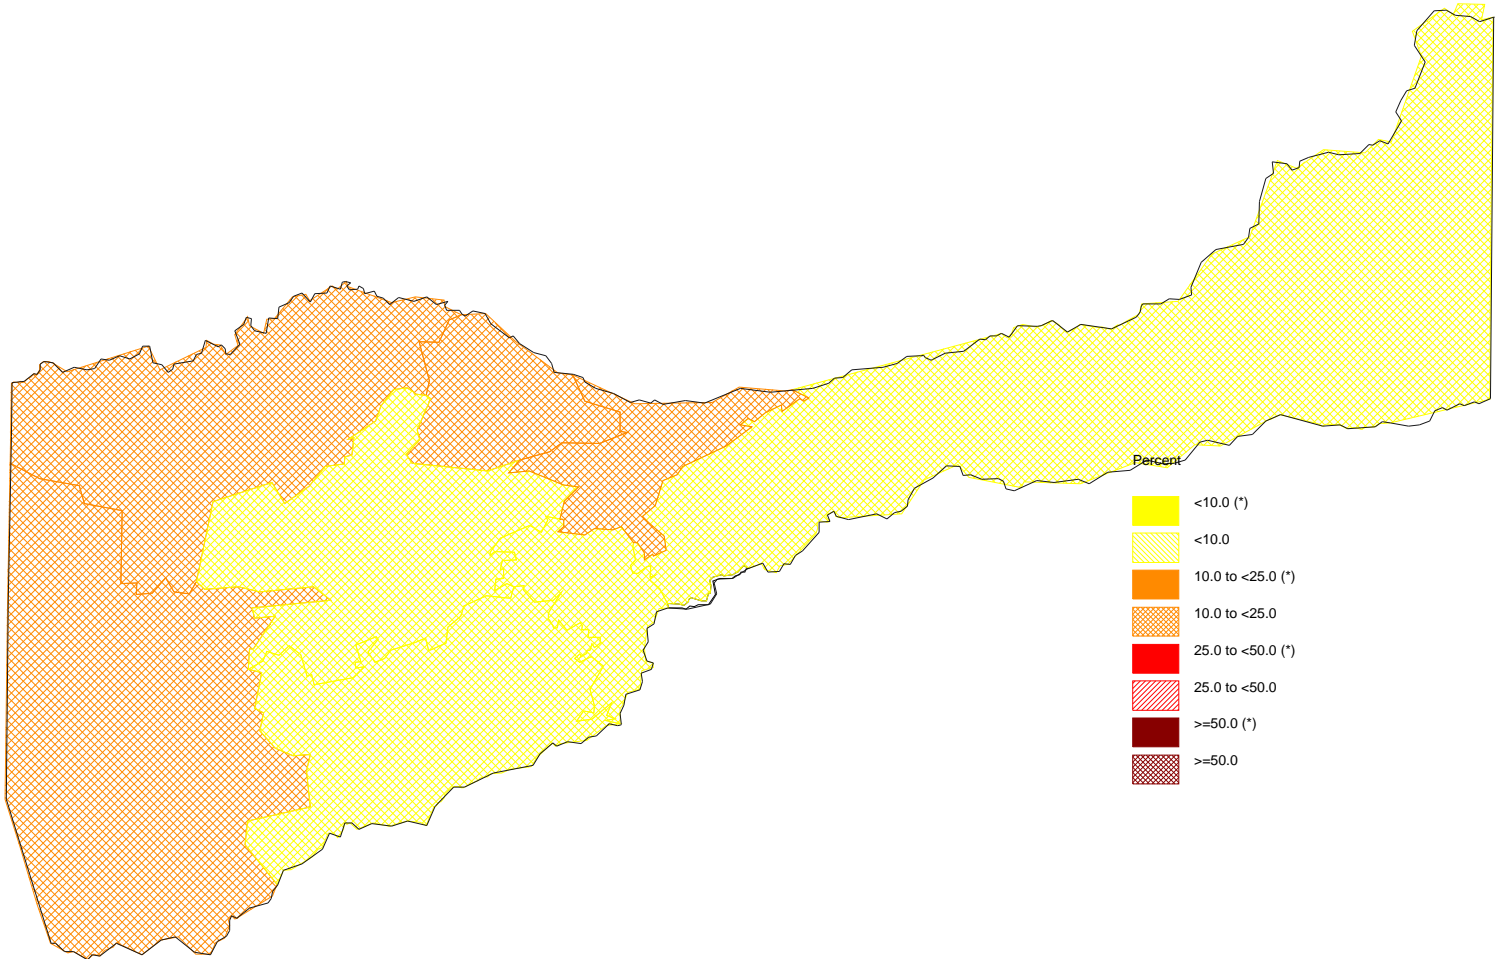 Percent
<10.0 (*)
<10.0
10.0 to <25.0 (*)
10.0 to <25.0
25.0 to <50.0 (*)
25.0 to <50.0
>=50.0 (*)
>=50.0